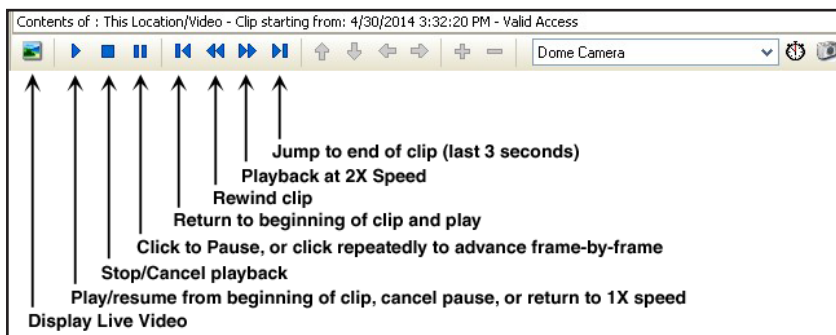 Contents of : This Location/Video - Clip starting from: 4/30/2014 3:32:20 PM - Valid Access
Dome Camera
Jump to end of clip (last 3 seconds)
Playback at 2X Speed
Rewind clip
Return to beginning of clip and play
Click to Pause, or click repeatedly to advance frame-by-frame
Stop/Cancel playback
Play/resume from beginning of clip, cancel pause, or return to 1X speed
Display Live Video